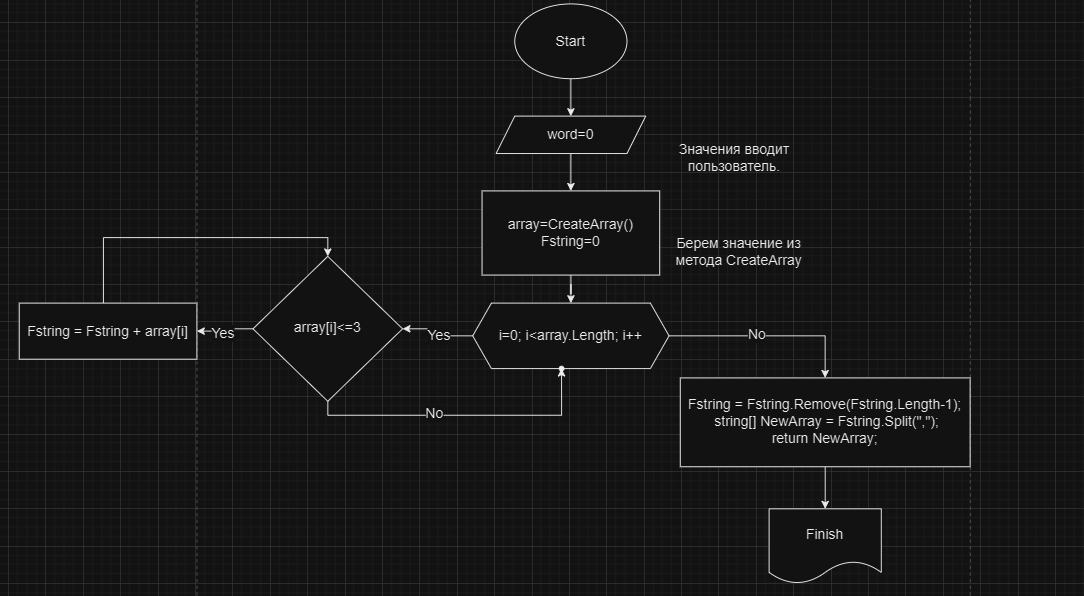 Start
word=0
Значения вводит
пользователь.
array=CreateArray()
Fstring=0
Берем значение из
метода CreateArray
Fstring = Fstring + array[i]
Yes
array[i]<=3
Yes
i=0; i<array.Length; i++
No
No
Fstring = Fstring.Remove(Fstring.Length-1);
string[] NewArray = Fstring.Split(",");
return NewArray;
Finish